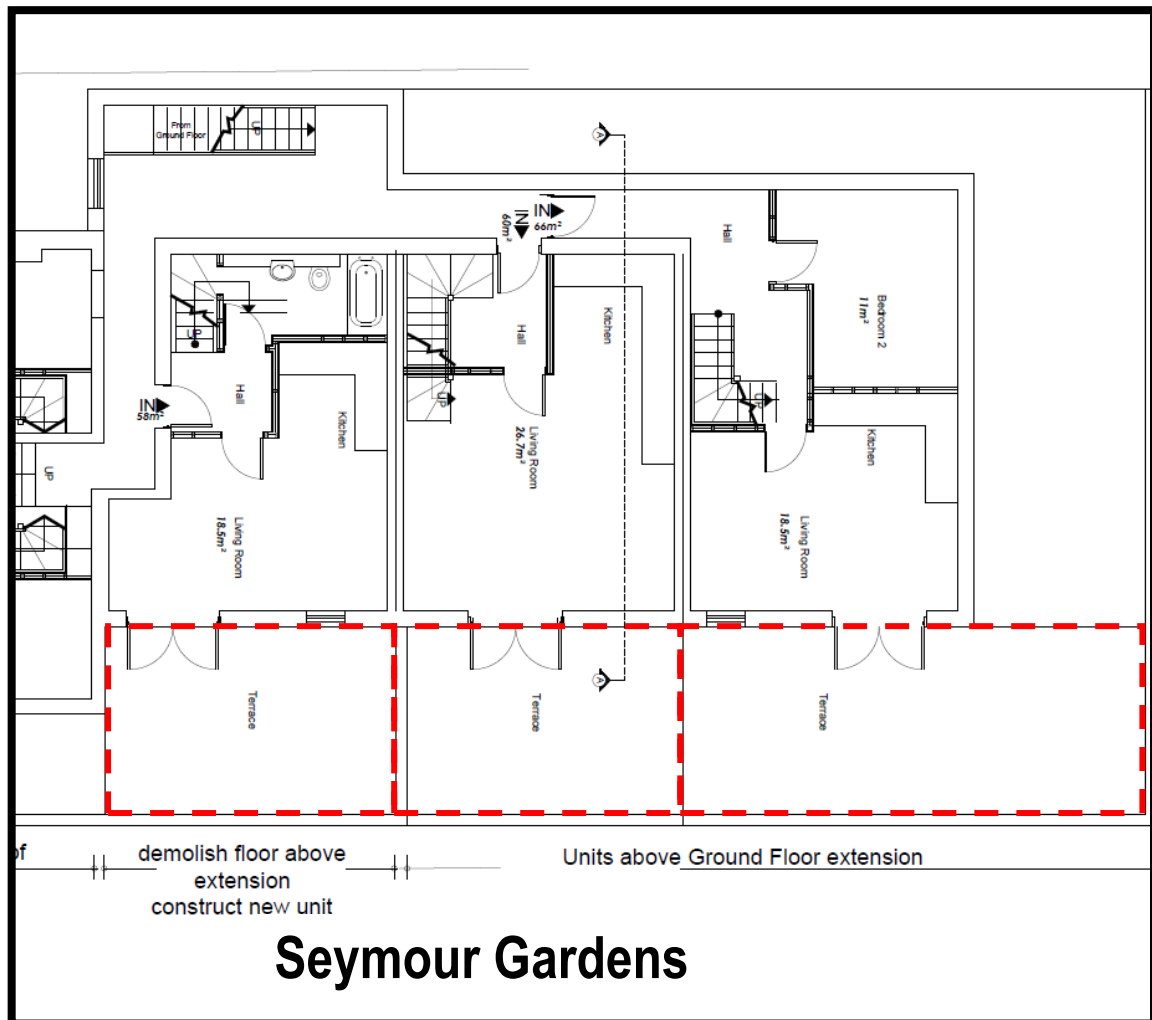 From
Ground Floor
UP
A
IN
60m²
IN
66m²
Hall
Bedroom 2
11m²
Kitchen
UP
Hall
Hall
IN
58m²
Kitchen
UP
Living Room
26.7m²
UP
Kitchen
UP
Living Room
18.5m²
Living Room
18.5m²
A
Terrace
Terrace
Terrace
of
demolish floor above
extension
construct new unit
Units above Ground Floor extension
Seymour Gardens